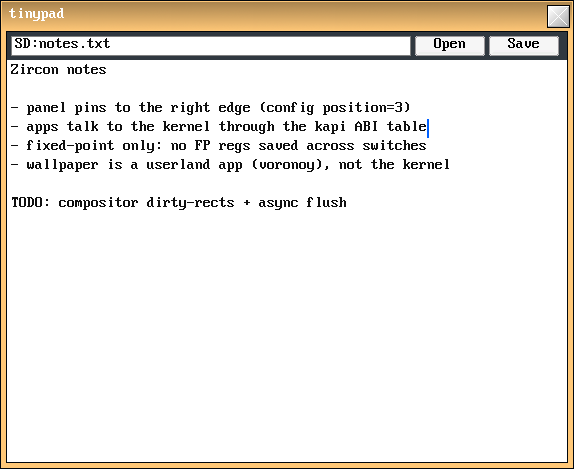 tinypad
SD:notes.txt Open Save
Zircon notes
- panel pins to the right edge (config position=3)
- apps talk to the kernel through the kapi ABI table
- fixed-point only: no FP regs saved across switches
- wallpaper is a userland app (voronoy), not the kernel
TODO: compositor dirty-rects + async flush